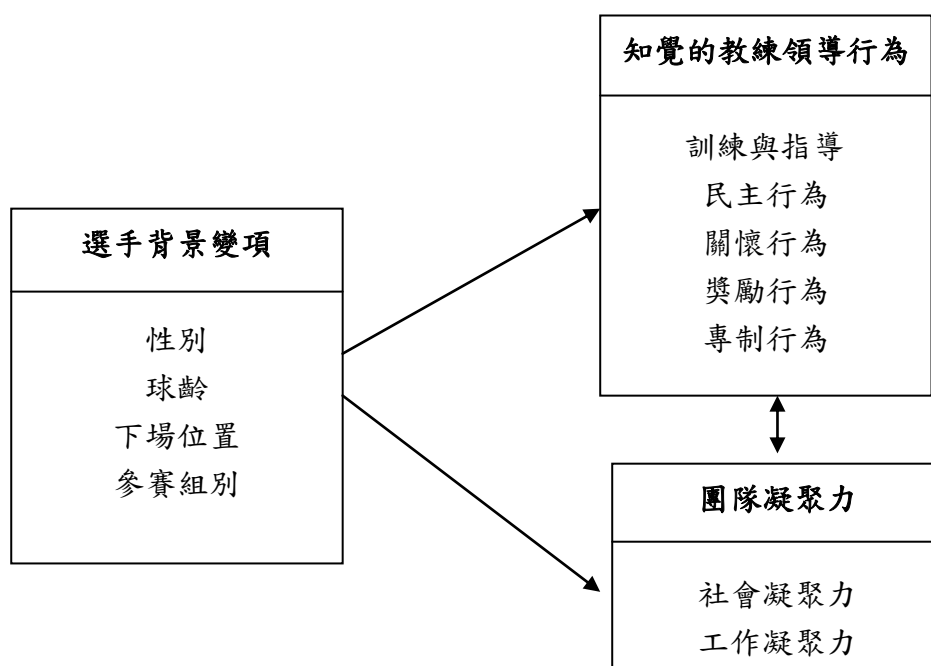 知覺的教練領導行為
訓練與指導
民主行為
關懷行為
獎勵行為
專制行為
選手背景變項
性別
球齡
下場位置
參賽組別
團隊凝聚力
社會凝聚力
工作凝聚力